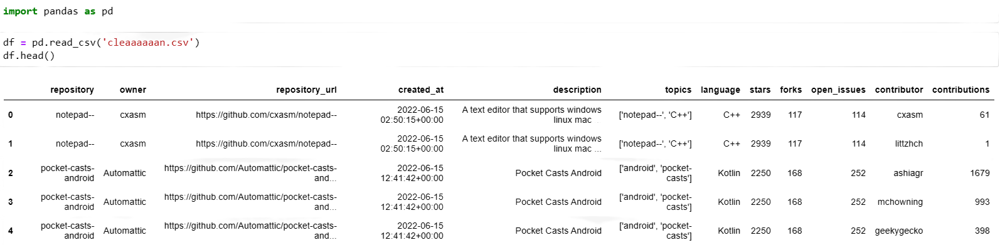 import pandas as pd
df = pd.read_csv('cleaaaaaan.csv')
df.head()
repository owner repository_url created_at description topics language stars forks open_issues contributor contributions
0 notepad-- cxasm https://github.com/cxasm/notepad-- 2022-06-15 02:50:15+00:00 A text editor that supports windows linux mac ['notepad--', 'C++'] C++ 2939 117 114 cxasm 61
1 notepad-- cxasm https://github.com/cxasm/notepad-- 2022-06-15 02:50:15+00:00 A text editor that supports windows linux mac ... ['notepad--', 'C++'] C++ 2939 117 114 littzhch 1
2 pocket-casts-android Automattic https://github.com/Automattic/pocket-casts-and... 2022-06-15 12:41:42+00:00 Pocket Casts Android ['android', 'pocket-casts'] Kotlin 2250 168 252 ashiagr 1679
3 pocket-casts-android Automattic https://github.com/Automattic/pocket-casts-and... 2022-06-15 12:41:42+00:00 Pocket Casts Android ['android', 'pocket-casts'] Kotlin 2250 168 252 mchowning 993
4 pocket-casts-android Automattic https://github.com/Automattic/pocket-casts-and... 2022-06-15 12:41:42+00:00 Pocket Casts Android ['android', 'pocket-casts'] Kotlin 2250 168 252 geekygecko 398